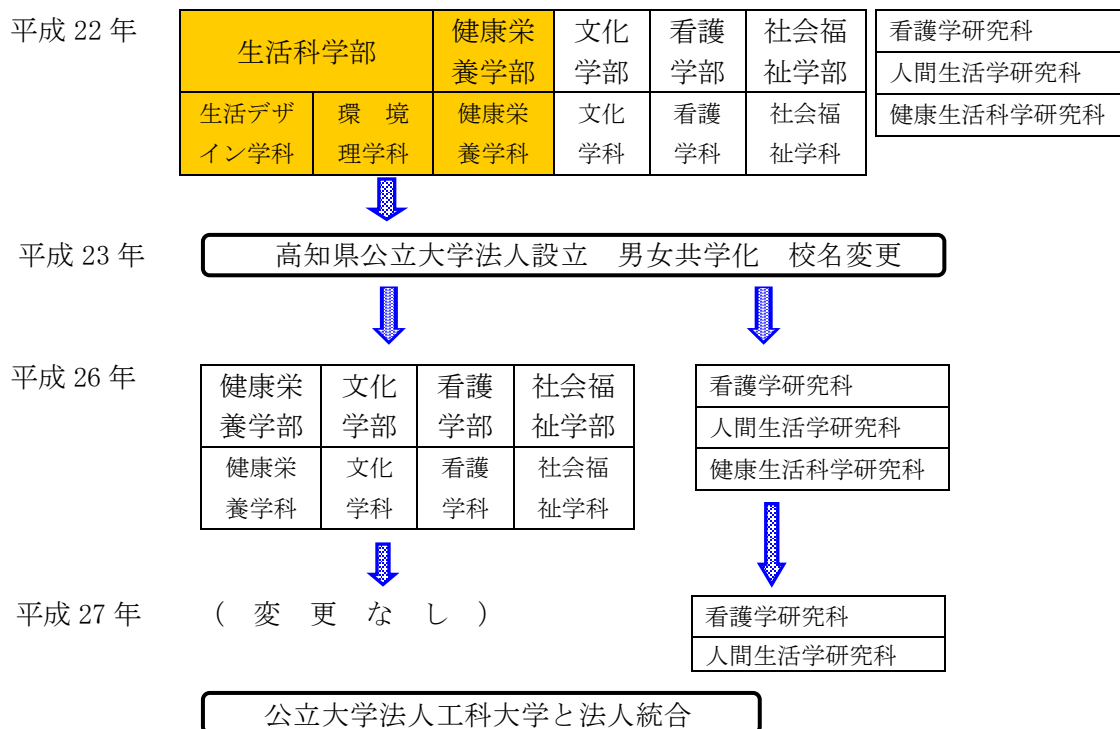 平成 22 年
生活科学部
健康栄
養学部
文化
学部
看護
学部
社会福
祉学部
生活デザ
イン学科
環　境
理学科
健康栄
養学科
文化
学科
看護
学科
社会福
祉学科
看護学研究科
人間生活学研究科
健康生活科学研究科
平成 23 年
高知県公立大学法人設立　男女共学化　校名変更
平成 26 年
健康栄
養学部
文化
学部
看護
学部
社会福
祉学部
健康栄
養学科
文化
学科
看護
学科
社会福
祉学科
看護学研究科
人間生活学研究科
健康生活科学研究科
平成 27 年
（　変　更　な　し　）
看護学研究科
人間生活学研究科
公立大学法人工科大学と法人統合